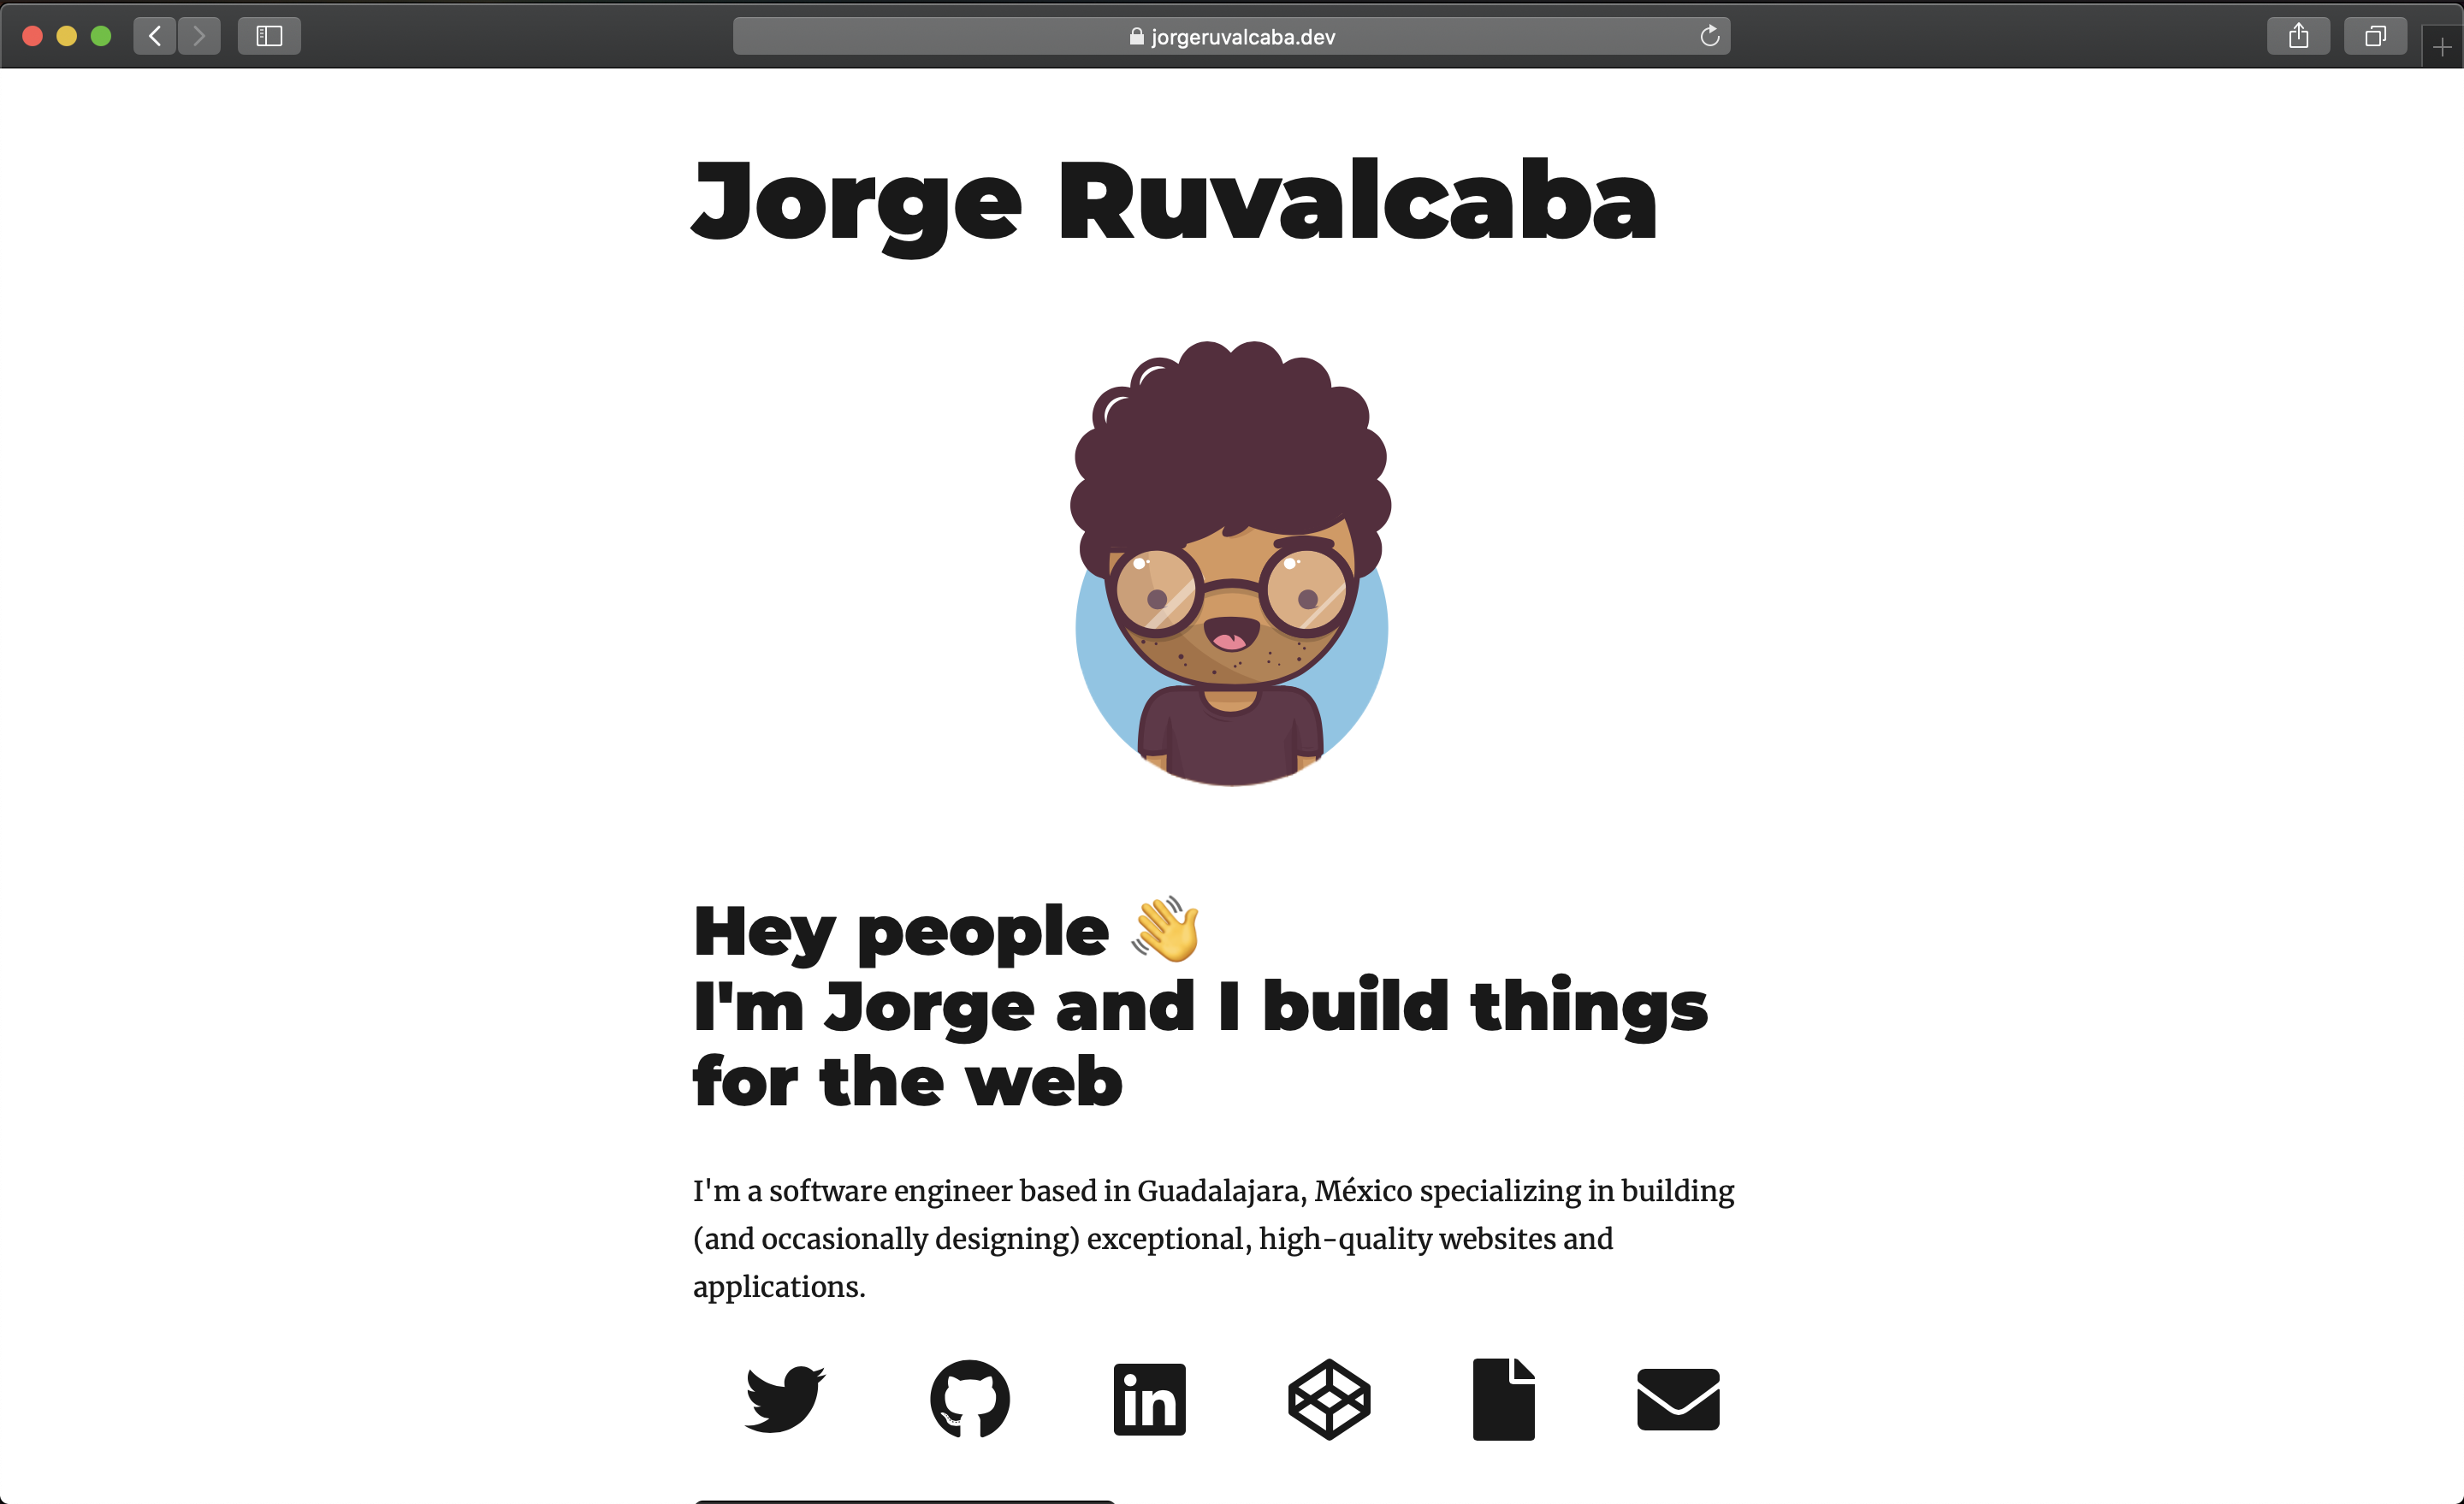 jorgeruvalcaba.dev
Jorge Ruvalcaba
Hey people 👋
I'm Jorge and I build things
for the web
I'm a software engineer based in Guadalajara, México specializing in building
(and occasionally designing) exceptional, high-quality websites and
applications.
in